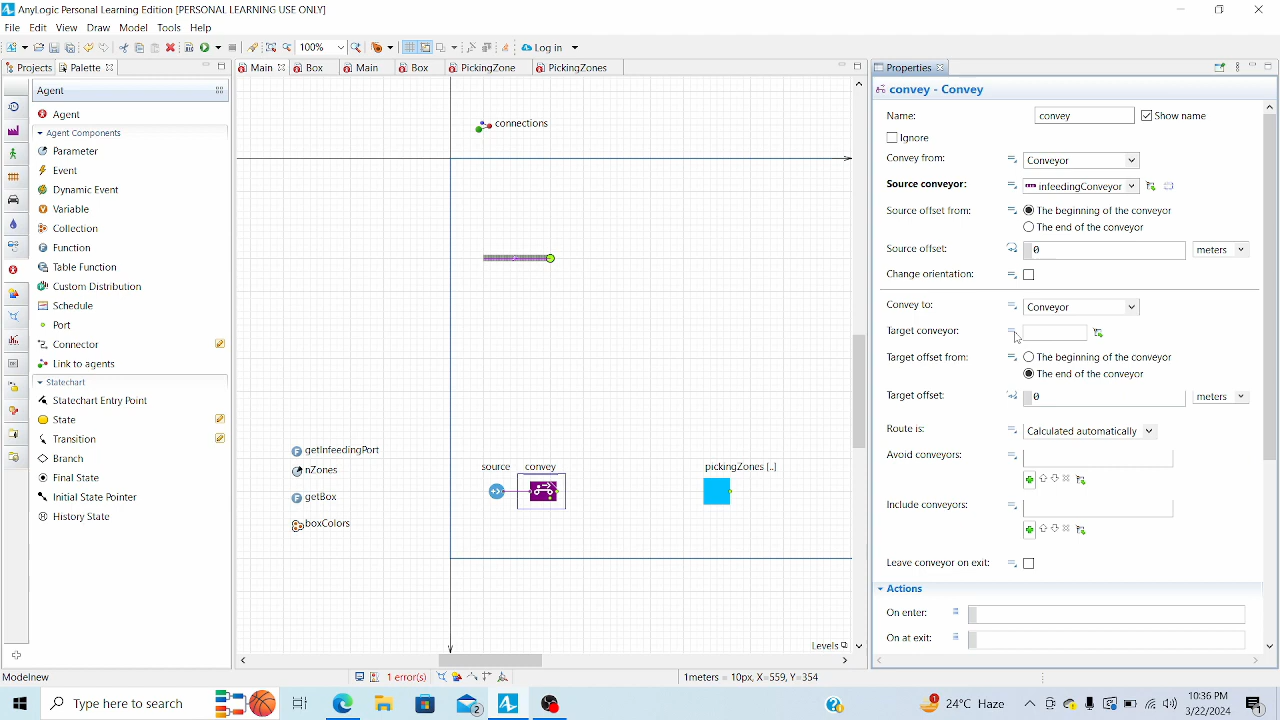 AnyLogic Personal Learning Edition [PERSONAL LEARNING USE ONLY]
File Edit View Draw Model Tools Help
100% Log in
Projects Palette Main Box Main Box PickingZone PickingZones Properties
Agent
Agent
Agent Components
Parameter
Event
Dynamic Event
Variable
Collection
Function
Table Function
Custom Distribution
Schedule
Port
Connector
Link to agents
Statechart
Statechart Entry Point
State
Transition
Branch
Final State
Initial State Pointer
History State
connections
getInfeedingPort
nZones
getBox
boxColors
source convey
pickingZones [..]
Levels
convey - Convey
Name: convey Show name
Ignore
Convey from: Conveyor
Source conveyor: infeedingConveyor
Source offset from: The beginning of the conveyor
The end of the conveyor
Source offset: 0 meters
Change orientation:
Convey to: Conveyor
Target conveyor:
Target offset from: The beginning of the conveyor
The end of the conveyor
Target offset: 0 meters
Route is: Calculated automatically
Avoid conveyors:
Include conveyors:
Leave conveyor on exit:
Actions
On enter:
On at exit:
Modelnew 1 error(s) 1meters = 10px, X=559, Y=354
Type here to search 2 24°C Haze 10:31 PM
3/22/2024 1